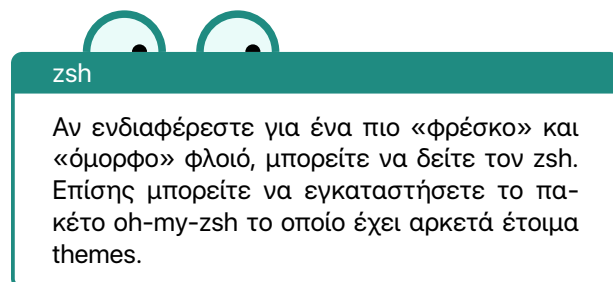 zsh
Αν ενδιαφέρεστε για ένα πιο «φρέσκο» και
«όμορφο» φλοιό, μπορείτε να δείτε τον zsh.
Επίσης μπορείτε να εγκαταστήσετε το πα-
κέτο oh-my-zsh το οποίο έχει αρκετά έτοιμα
themes.